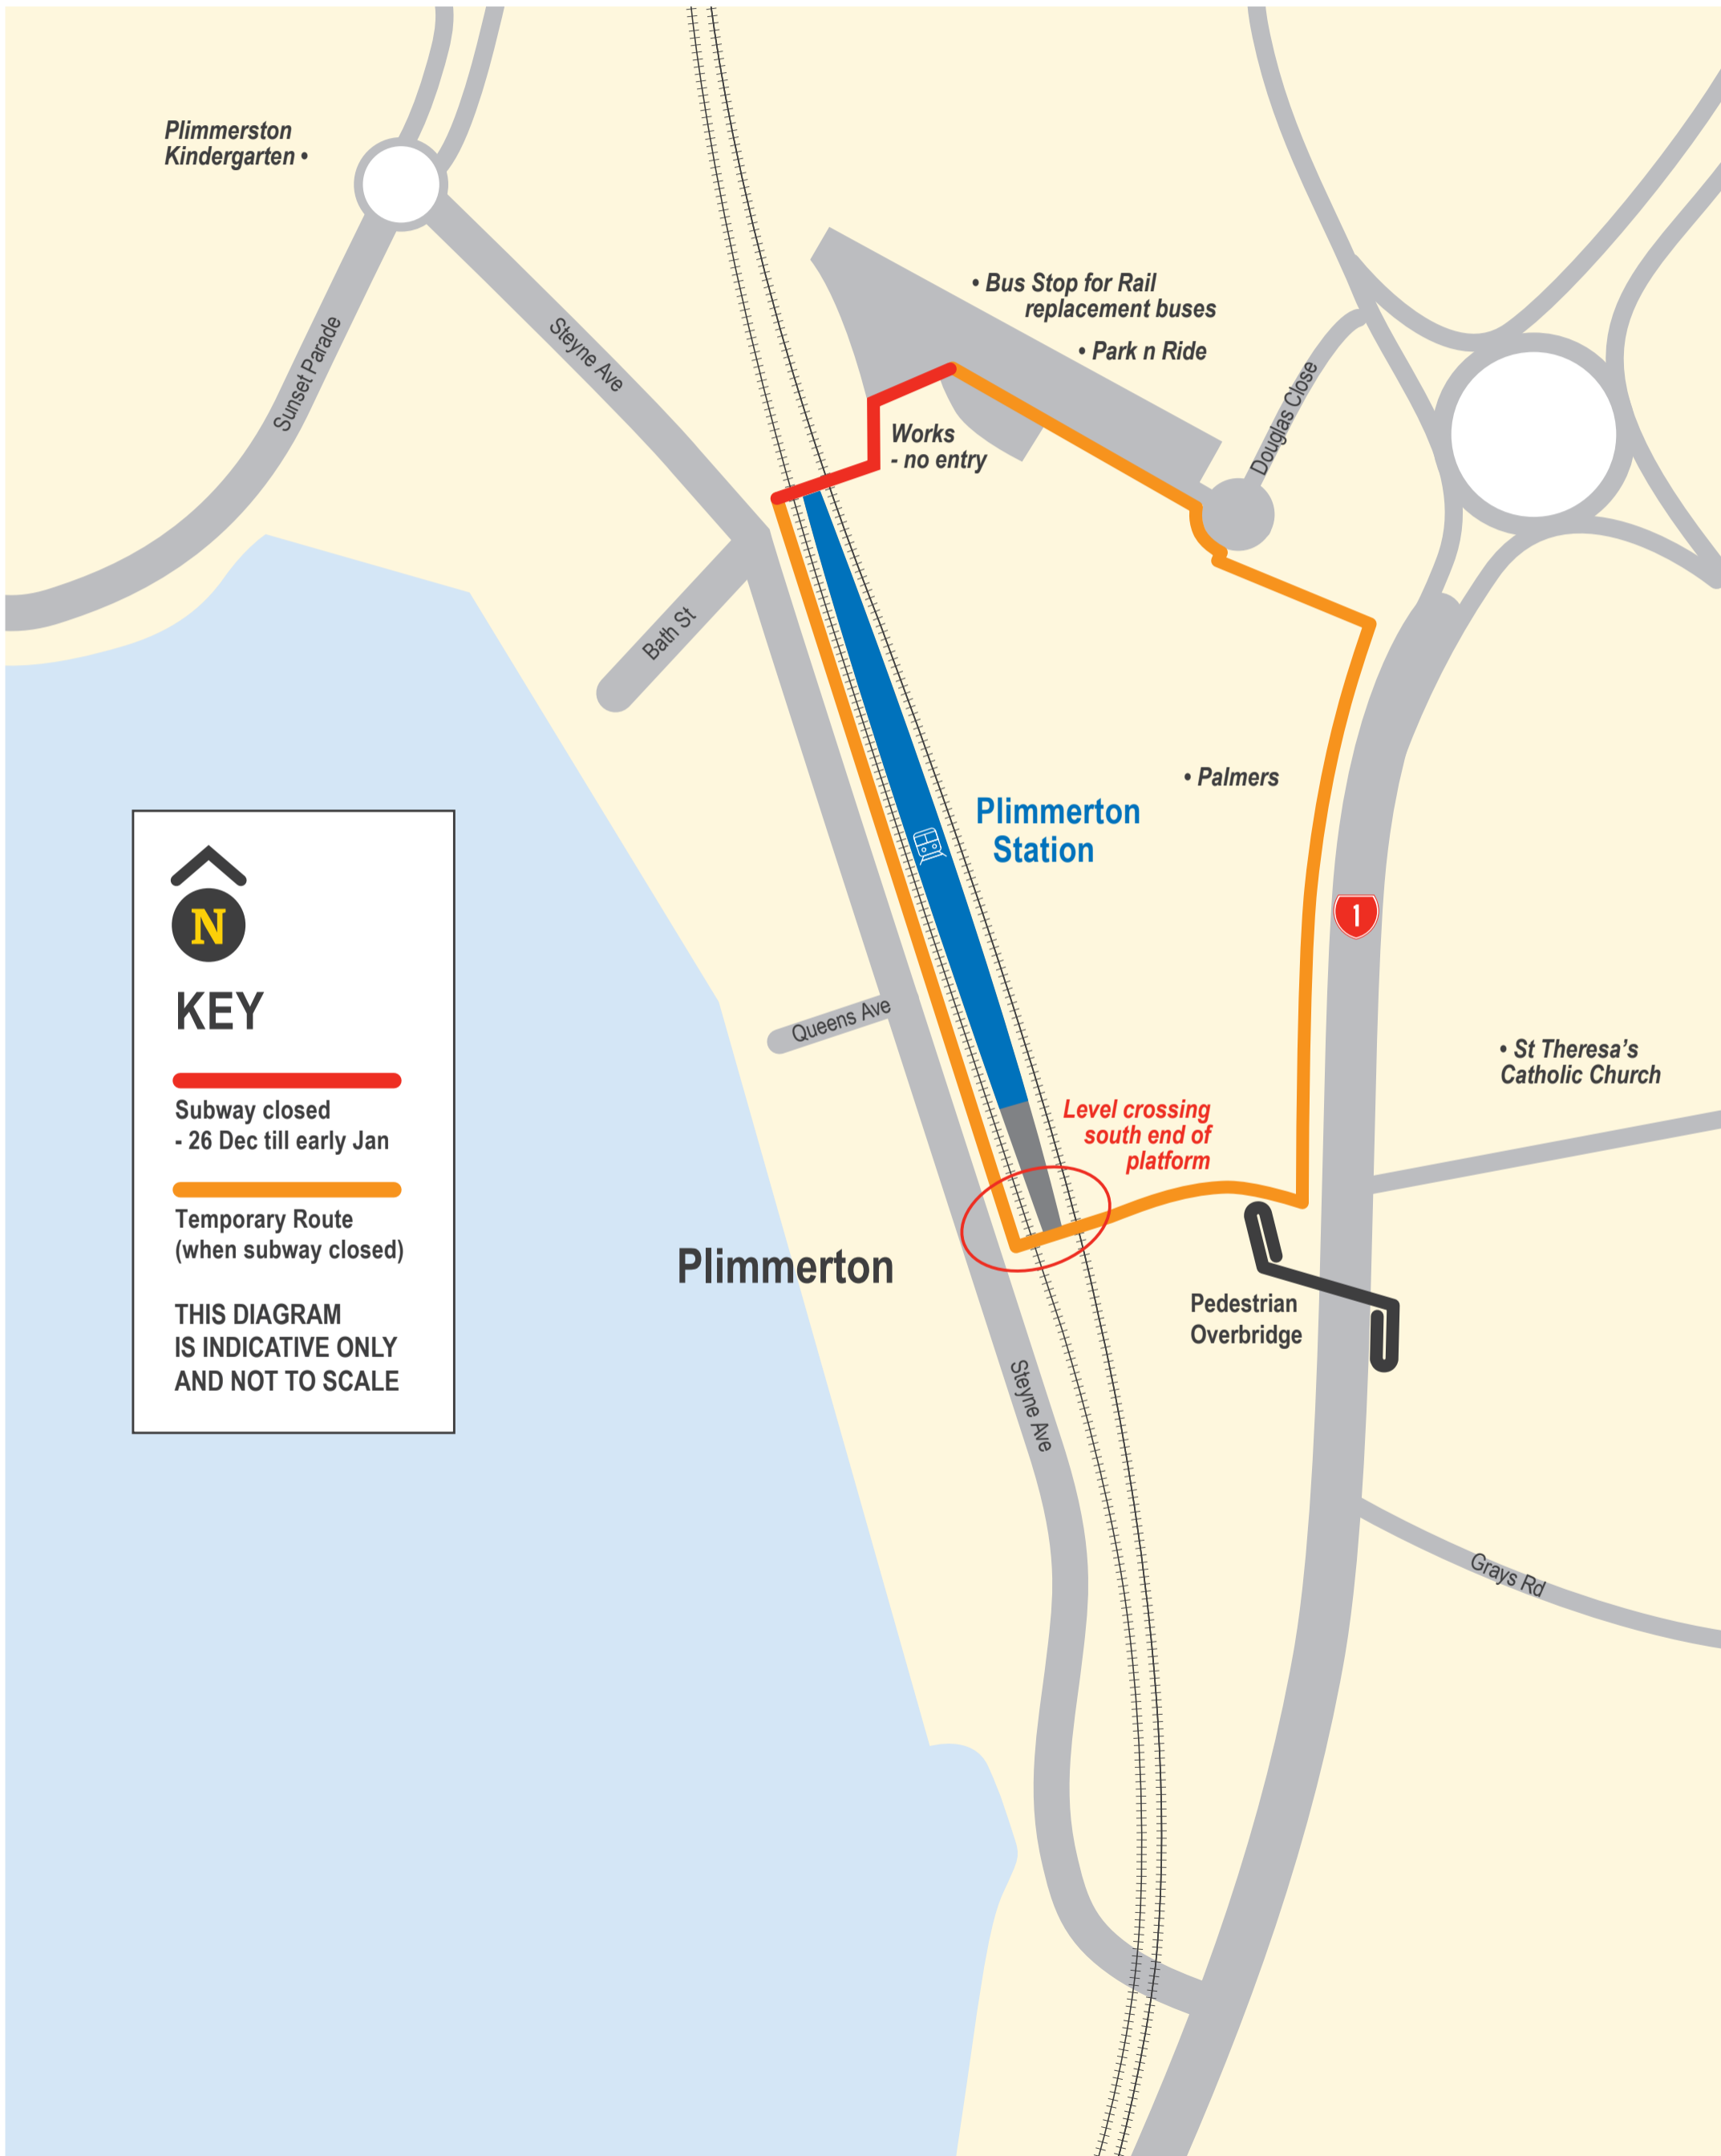 Plimmerston
Kindergarten •
Sunset Parade
Steyne Ave
• Bus Stop for Rail
replacement buses
• Park n Ride
Douglas Close
Works
- no entry
Bath St
• Palmers
Plimmerton
Station
1
Queens Ave
• St Theresa’s
Catholic Church
Level crossing
south end of
platform
Plimmerton
Pedestrian
Overbridge
Steyne Ave
Grays Rd
N
KEY
Subway closed
- 26 Dec till early Jan
Temporary Route
(when subway closed)
THIS DIAGRAM
IS INDICATIVE ONLY
AND NOT TO SCALE